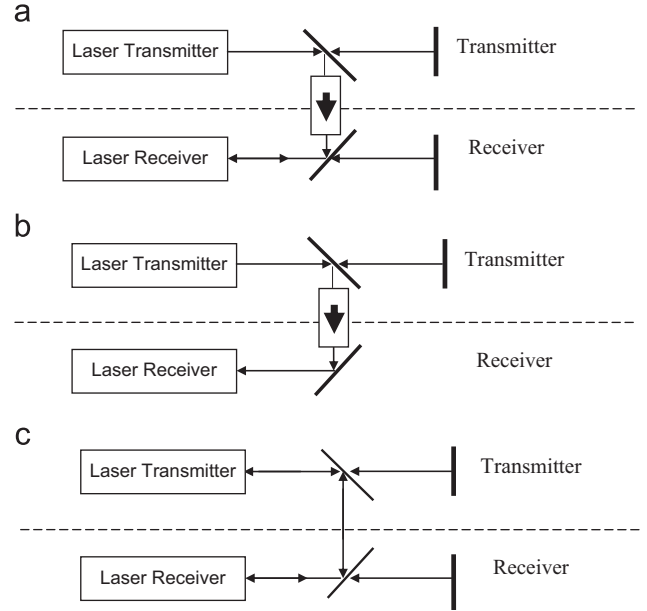 a
Laser Transmitter
Transmitter
Laser Receiver
Receiver
b
Laser Transmitter
Transmitter
Laser Receiver
Receiver
c
Laser Transmitter
Transmitter
Laser Receiver
Receiver